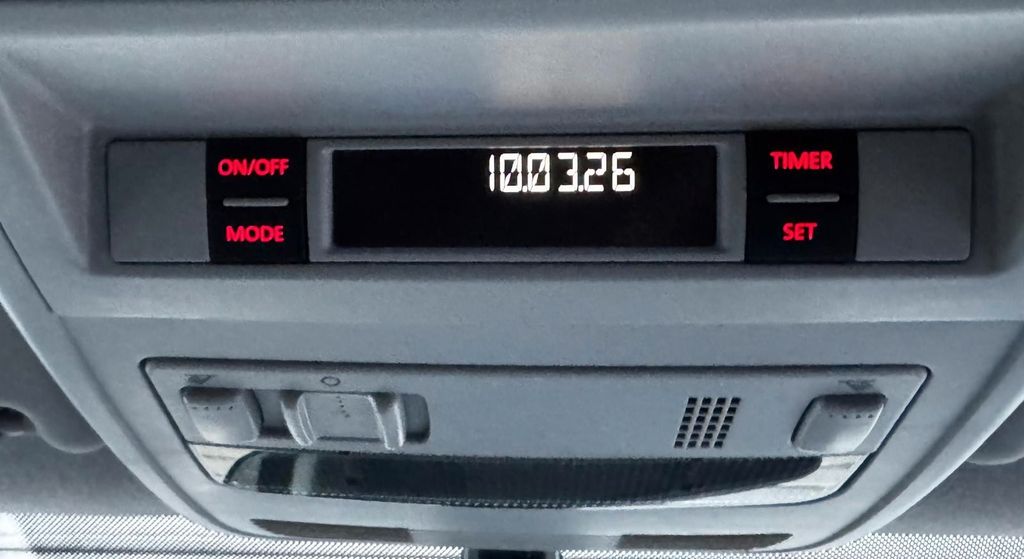 ON/OFF
10.03.26
TIMER
MODE
SET